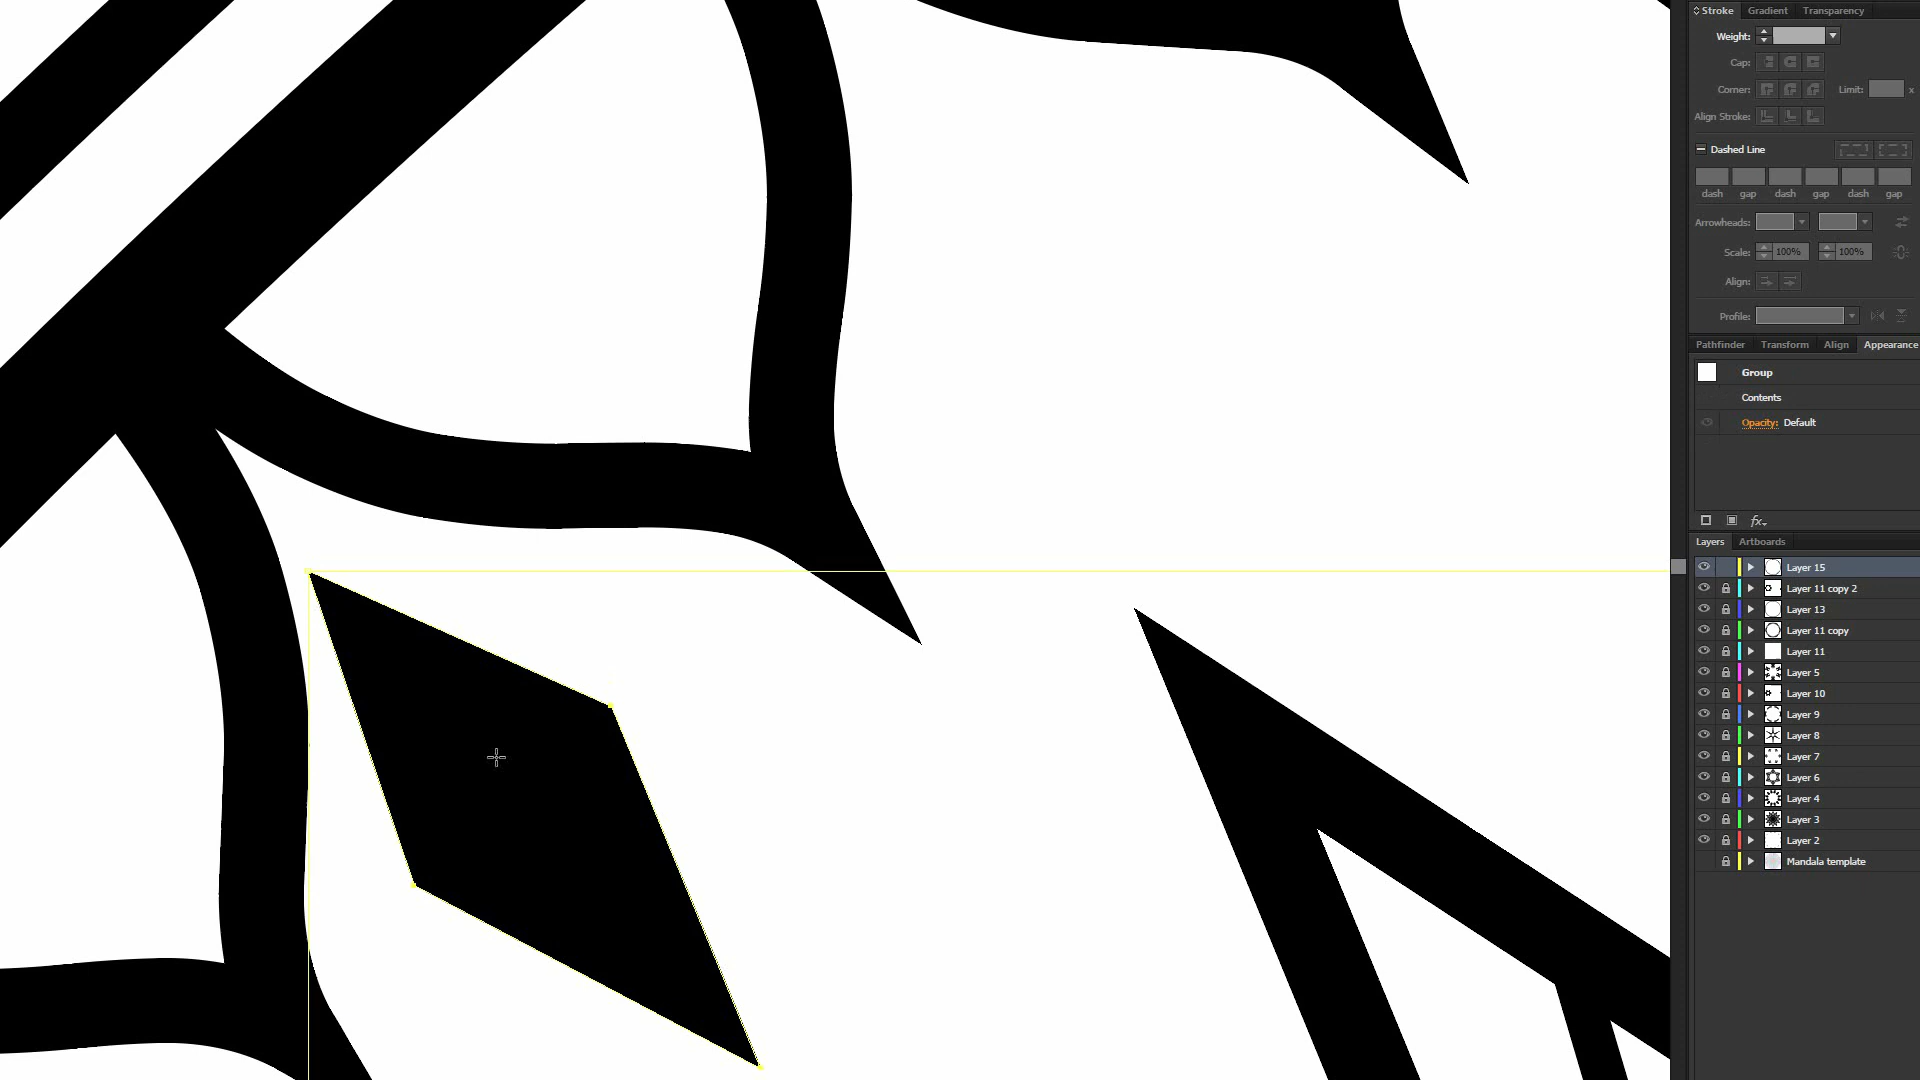 Stroke Gradient Transparency
Weight:
Cap:
Corner: Limit: x
Align Stroke:
Dashed Line
dash gap dash gap dash gap
Arrowheads:
Scale: 100% 100%
Align:
Profile:
Pathfinder Transform Align Appearance
Group
Contents
Opacity: Default
fx
Layers Artboards
Layer 15
Layer 11 copy 2
Layer 13
Layer 11 copy
Layer 11
Layer 5
Layer 10
Layer 9
Layer 8
Layer 7
Layer 6
Layer 4
Layer 3
Layer 2
Mandala template